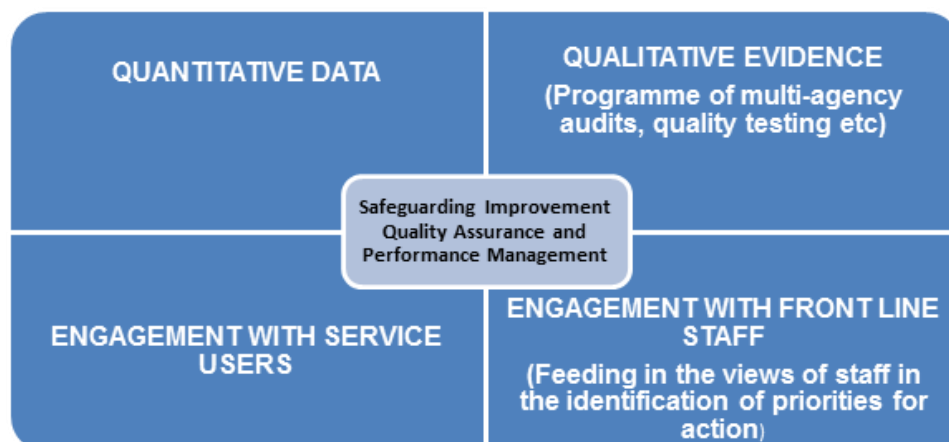 QUANTITATIVE DATA
QUALITATIVE EVIDENCE
(Programme of multi-agency
audits, quality testing etc)
Safeguarding Improvement
Quality Assurance and
Performance Management
ENGAGEMENT WITH SERVICE
USERS
ENGAGEMENT WITH FRONT LINE
STAFF
(Feeding in the views of staff in
the identification of priorities for
action)